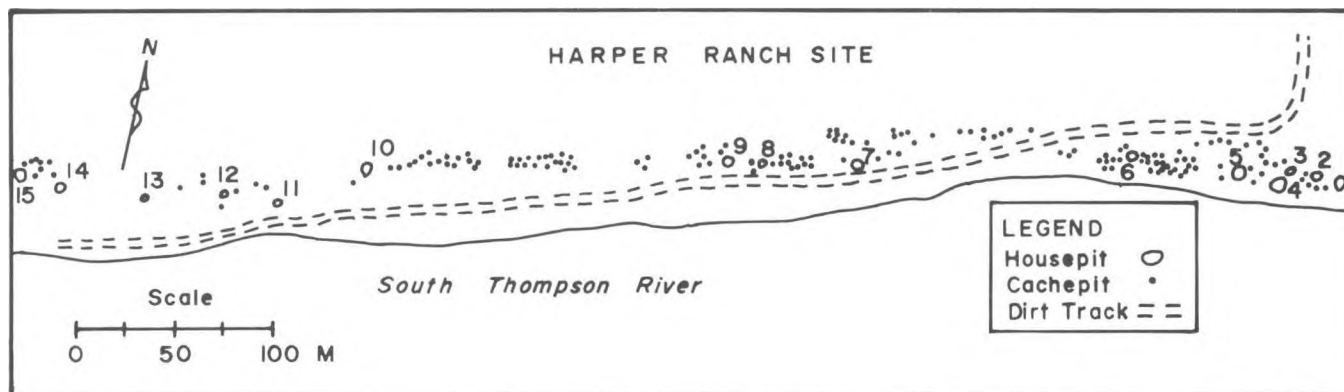 HARPER RANCH SITE
N
15
14
13
12
11
10
9
8
7
6
5
4
3
2
South Thompson River
Scale
0 50 100 M
LEGEND
Housepit
Cachepit
Dirt Track